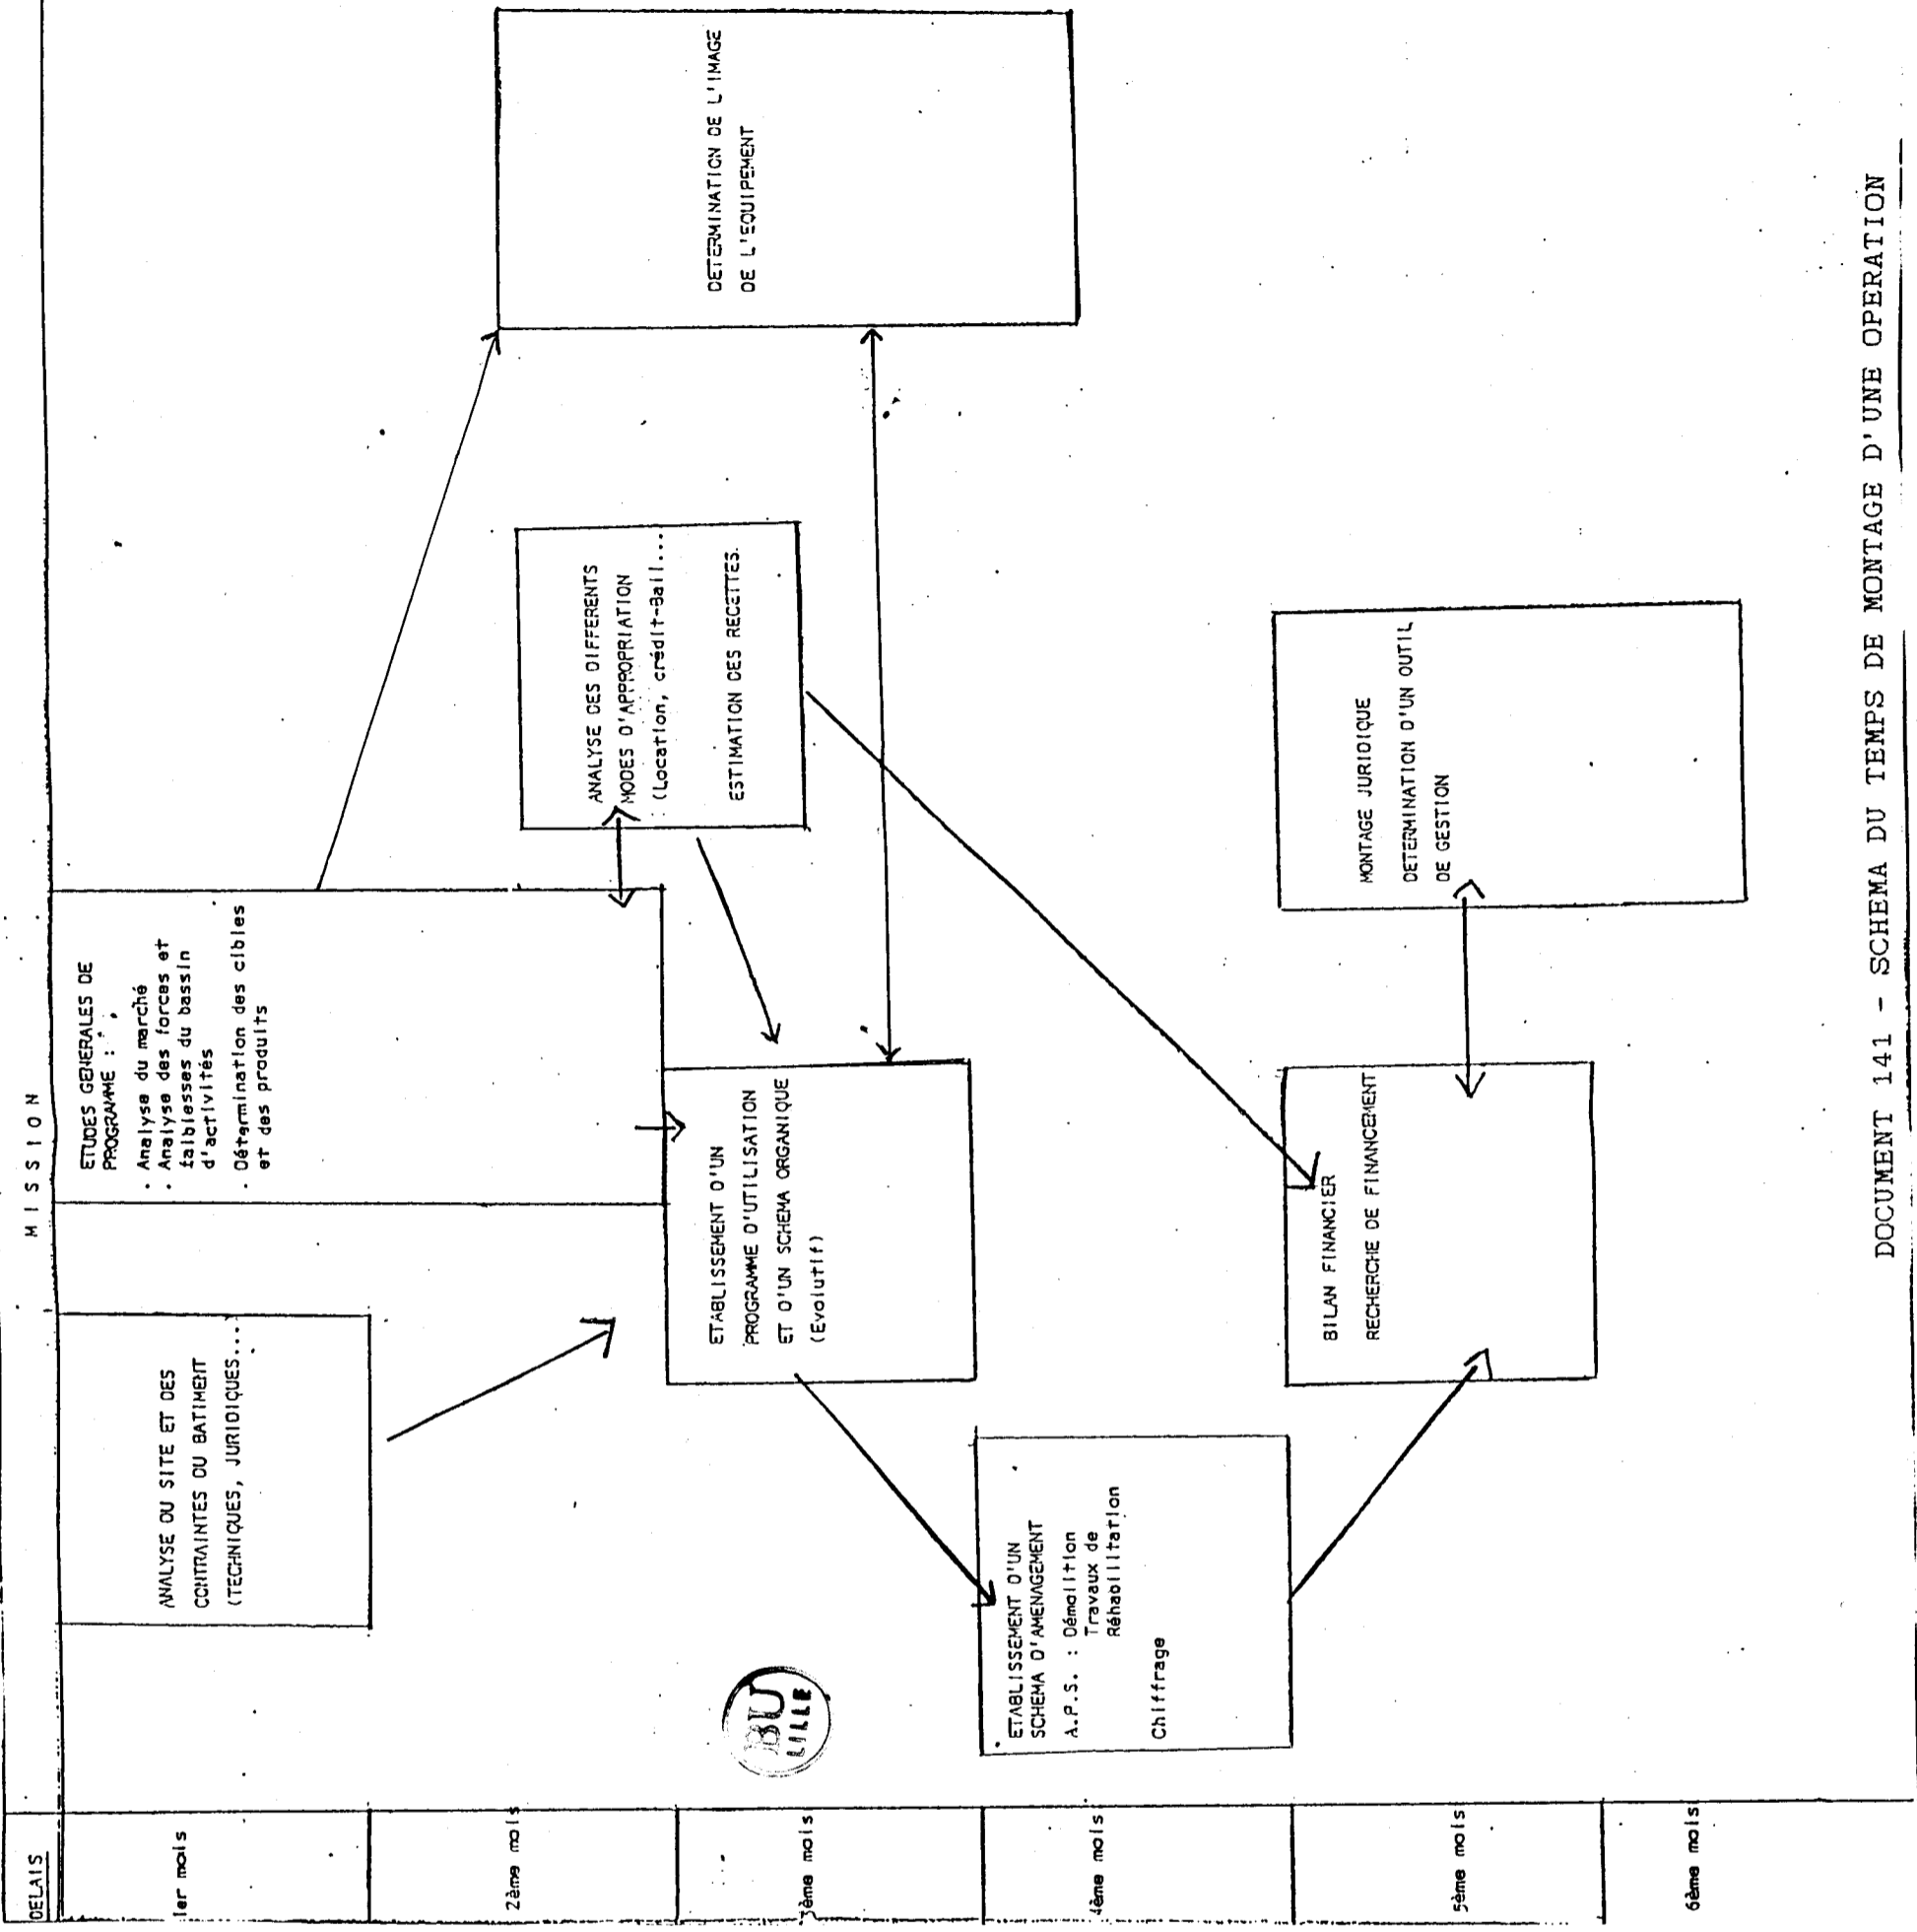 MISSION
DELAIS
1er mois
2ème mois
3ème mois
4ème mois
5ème mois
6ème mois
ANALYSE DU SITE ET DES
CONTRAINTES DU BATIMENT
(TECHNIQUES, JURIDIQUES...)
ETUDES GENERALES DE
PROGRAMME :
. Analyse du marché
. Analyse des forces et
faiblesses du bassin
d'activités
. Détermination des cibles
et des produits
DETERMINATION DE L'IMAGE
DE L'EQUIPEMENT
ANALYSE DES DIFFERENTS
MODES D'APPROPRIATION
(Location, crédit-Bail...
ESTIMATION DES RECETTES.
ETABLISSEMENT D'UN
PROGRAMME D'UTILISATION
ET D'UN SCHEMA ORGANIQUE
(Evolutif)
BU
LILLE
ETABLISSEMENT D'UN
SCHEMA D'AMENAGEMENT
A.P.S. : Démolition
Travaux de
Réhabilitation
Chiffrage
BILAN FINANCIER
RECHERCHE DE FINANCEMENT
MONTAGE JURIDIQUE
DETERMINATION D'UN OUTIL
DE GESTION
DOCUMENT 141 - SCHEMA DU TEMPS DE MONTAGE D'UNE OPERATION